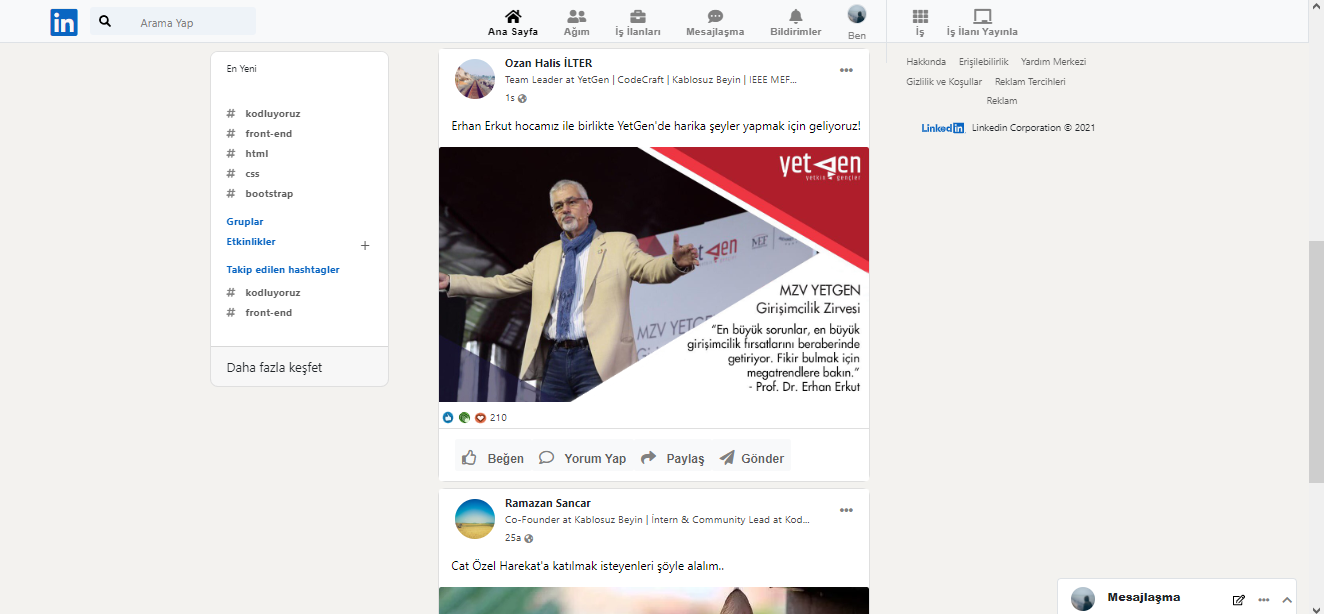 in
Arama Yap
Ana Sayfa
Ağım
İş İlanları
Mesajlaşma
Bildirimler
Ben
İş
İş İlanı Yayınla
En Yeni
# kodluyoruz
# front-end
# html
# css
# bootstrap
Gruplar
Etkinlikler
+
Takip edilen hashtagler
# kodluyoruz
# front-end
Daha fazla keşfet
Ozan Halis İLTER
Team Leader at YetGen | CodeCraft | Kablosuz Beyin | IEEE MEF...
1s
Erhan Erkut hocamız ile birlikte YetGen'de harika şeyler yapmak için geliyoruz!
yetgen
yetkin gençler
MEF
MZV YETGEN
Girişimcilik Zirvesi
“En büyük sorunlar, en büyük
girişimcilik fırsatlarını beraberinde
getiriyor. Fikir bulmak için
megatrendlere bakın.”
- Prof. Dr. Erhan Erkut
210
Beğen
Yorum Yap
Paylaş
Gönder
Ramazan Sancar
Co-Founder at Kablosuz Beyin | İntern & Community Lead at Kod...
25a
Cat Özel Harekat'a katılmak isteyenleri şöyle alalım..
Hakkında Erişilebilirlik Yardım Merkezi
Gizlilik ve Koşullar Reklam Tercihleri
Reklam
Linked in Linkedin Corporation © 2021
Mesajlaşma